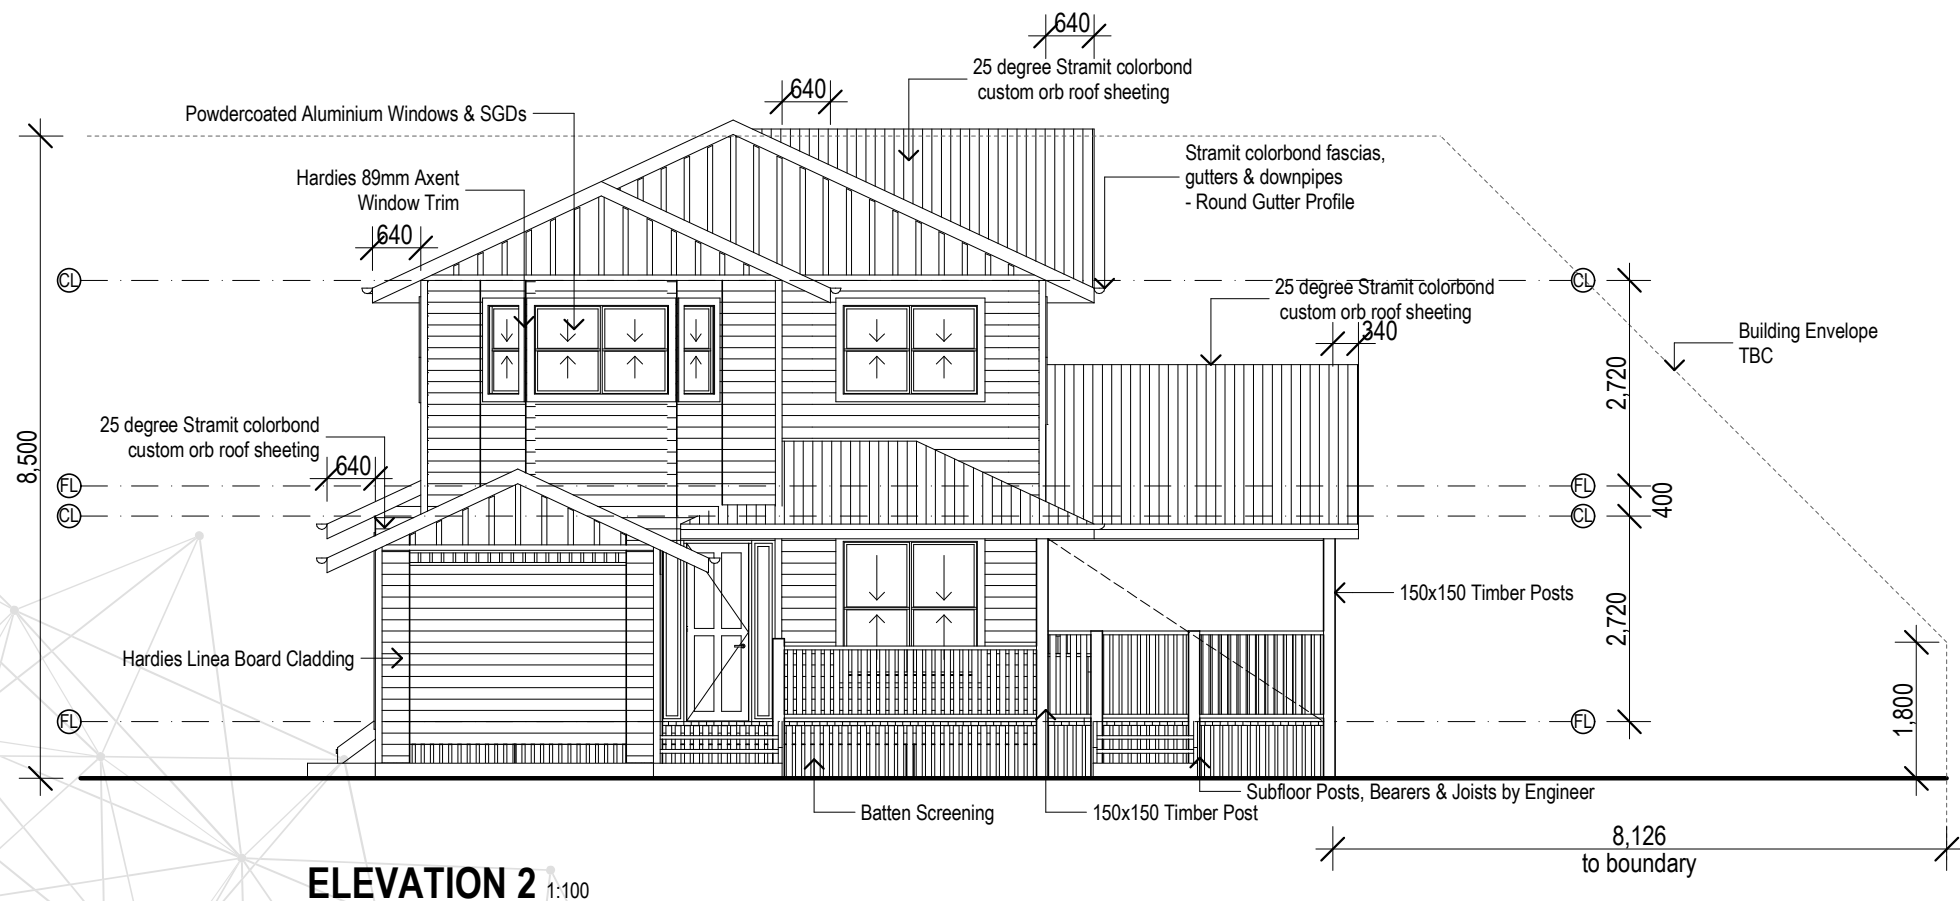 640
25 degree Stramit colorbond
custom orb roof sheeting
640
Powdercoated Aluminium Windows & SGDs
Stramit colorbond fascias,
gutters & downpipes
- Round Gutter Profile
Hardies 89mm Axent
Window Trim
640
CL
CL
25 degree Stramit colorbond
custom orb roof sheeting
340
Building Envelope
TBC
2,720
25 degree Stramit colorbond
custom orb roof sheeting
640
8,500
FL
FL
400
CL
CL
150x150 Timber Posts
2,720
Hardies Linea Board Cladding
1,800
FL
FL
Subfloor Posts, Bearers & Joists by Engineer
Batten Screening
150x150 Timber Post
8,126
to boundary
ELEVATION 2 1:100